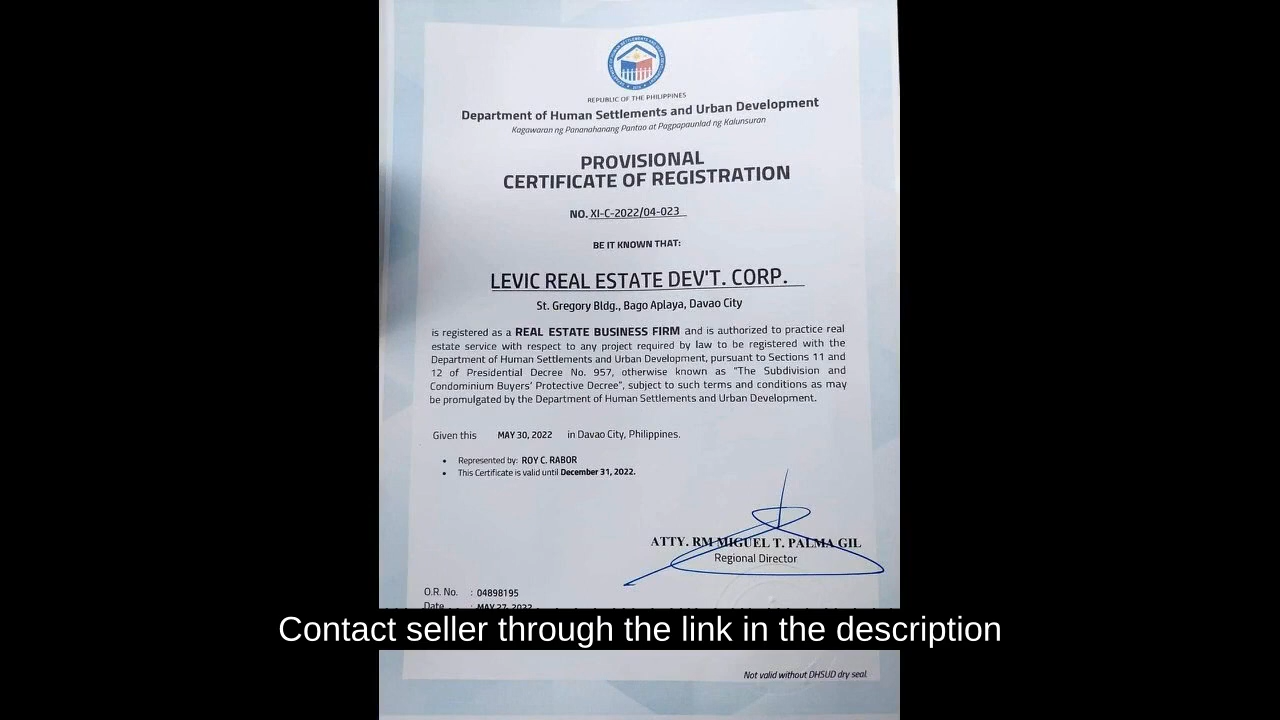 REPUBLIC OF THE PHILIPPINES
Department of Human Settlements and Urban Development
Kagawaran ng Pananahanang Pantao at Pagpapaunlad ng Kalunsuran
PROVISIONAL
CERTIFICATE OF REGISTRATION
NO. XI-C-2022/04-023
BE IT KNOWN THAT:
LEVIC REAL ESTATE DEV'T. CORP.
St. Gregory Bldg., Bago Aplaya, Davao City
is registered as a REAL ESTATE BUSINESS FIRM and is authorized to practice real
estate service with respect to any project required by law to be registered with the
Department of Human Settlements and Urban Development, pursuant to Sections 11 and
12 of Presidential Decree No. 957, otherwise known as "The Subdivision and
Condominium Buyers' Protective Decree", subject to such terms and conditions as may
be promulgated by the Department of Human Settlements and Urban Development.
Given this MAY 30, 2022 in Davao City, Philippines.
• Represented by: ROY C. RABOR
• This Certificate is valid until December 31, 2022.
ATTY. RM MIGUEL T. PALMA GIL
Regional Director
O.R. No. : 04898195
Date : MAY 27, 2022
Contact seller through the link in the description
Not valid without DHSUD dry seal